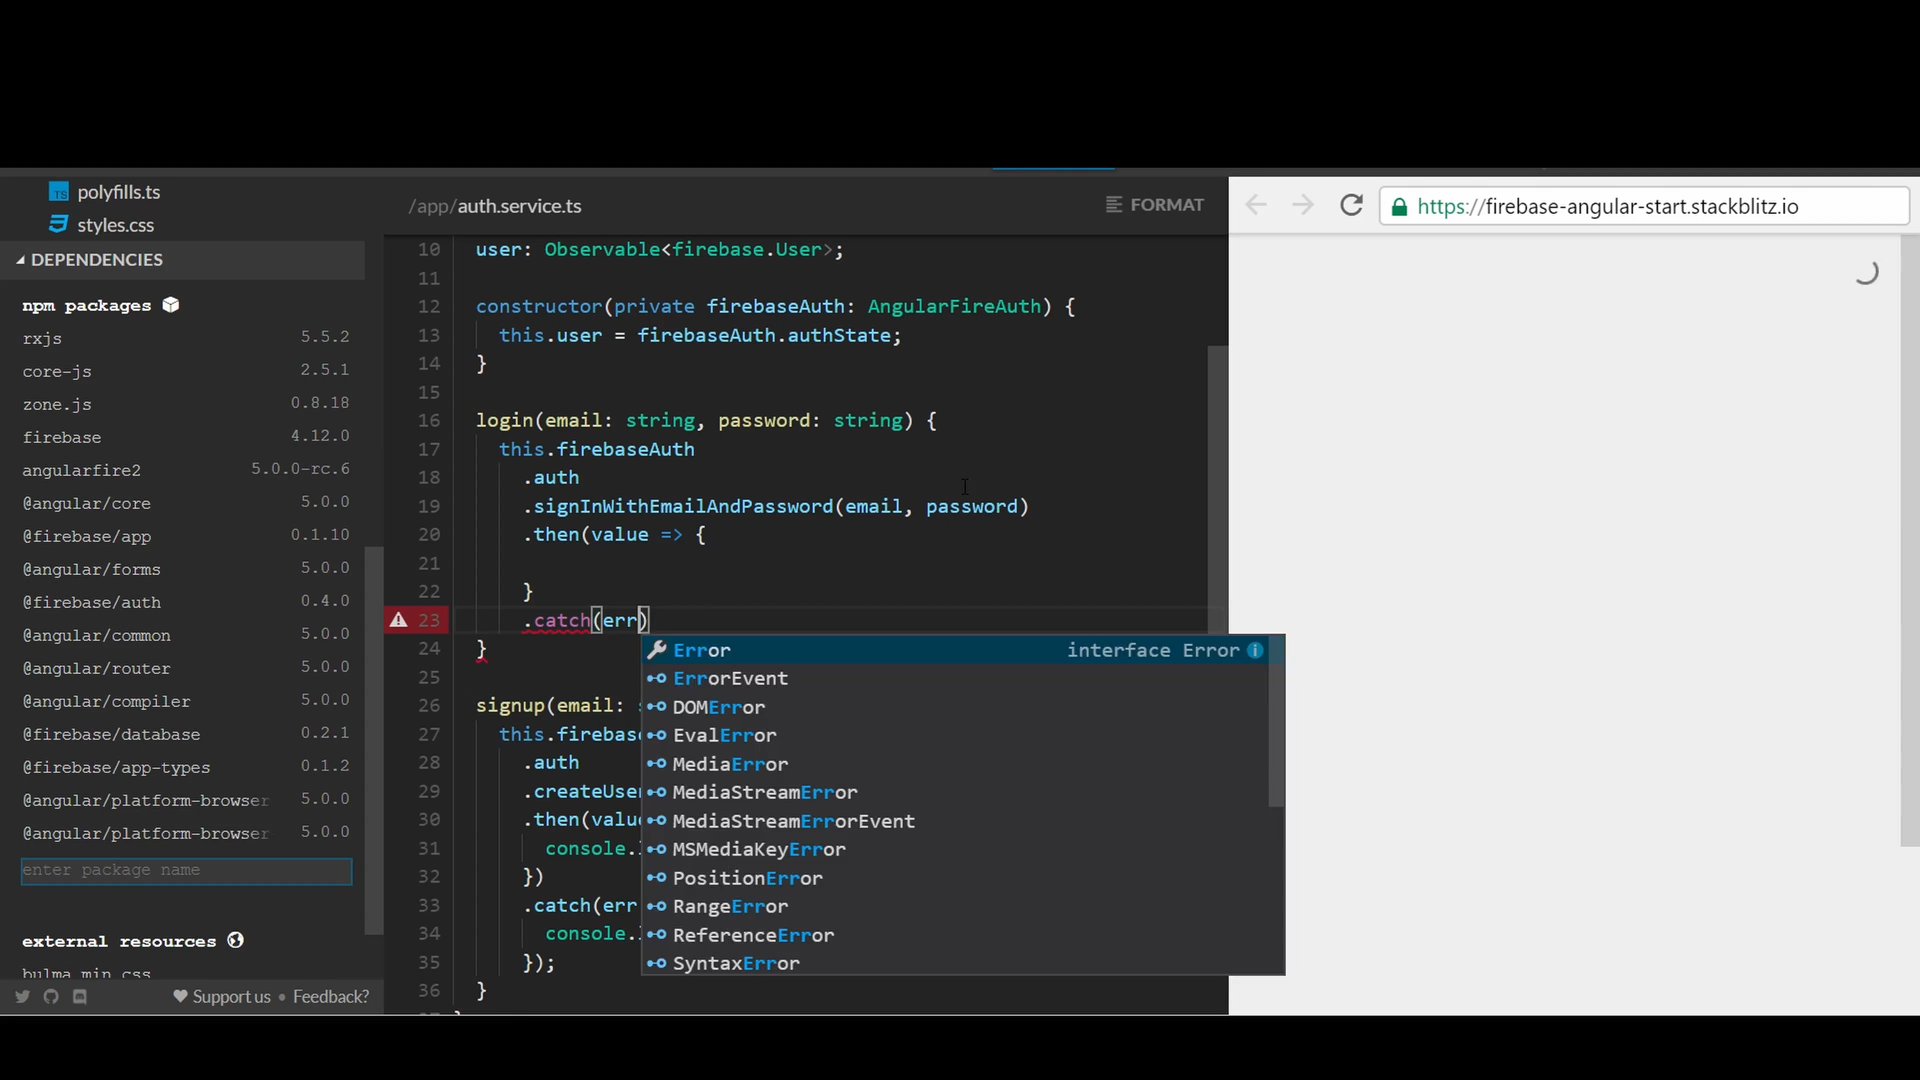 polyfills.ts
styles.css
DEPENDENCIES
npm packages
rxjs 5.5.2
core-js 2.5.1
zone.js 0.8.18
firebase 4.12.0
angularfire2 5.0.0-rc.6
@angular/core 5.0.0
@firebase/app 0.1.10
@angular/forms 5.0.0
@firebase/auth 0.4.0
@angular/common 5.0.0
@angular/router 5.0.0
@angular/compiler 5.0.0
@firebase/database 0.2.1
@firebase/app-types 0.1.2
@angular/platform-browser 5.0.0
@angular/platform-browser 5.0.0
enter package name
external resources
bulma min css
Support us • Feedback?
/app/auth.service.ts
FORMAT
10 user: Observable<firebase.User>;
11
12 constructor(private firebaseAuth: AngularFireAuth) {
13 this.user = firebaseAuth.authState;
14 }
15
16 login(email: string, password: string) {
17 this.firebaseAuth
18 .auth
19 .signInWithEmailAndPassword(email, password)
20 .then(value => {
21
22 }
23 .catch(err)
24 }
25
26 signup(email:
27 this.firebas
28 .auth
29 .createUse
30 .then(valu
31 console.
32 })
33 .catch(err
34 console.
35 });
36 }
Error interface Error
ErrorEvent
DOMError
EvalError
MediaError
MediaStreamError
MediaStreamErrorEvent
MSMediaKeyError
PositionError
RangeError
ReferenceError
SyntaxError
https://firebase-angular-start.stackblitz.io